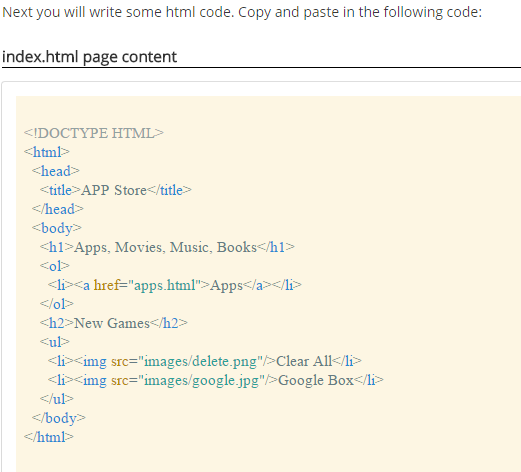 Next you will write some html code. Copy and paste in the following code:
index.html page content
<!DOCTYPE HTML>
<html>
<head>
<title>APP Store</title>
</head>
<body>
<h1>Apps, Movies, Music, Books</h1>
<ol>
<li><a href="apps.html">Apps</a></li>
</ol>
<h2>New Games</h2>
<ul>
<li><img src="images/delete.png"/>Clear All</li>
<li><img src="images/google.jpg"/>Google Box</li>
</ul>
</body>
</html>